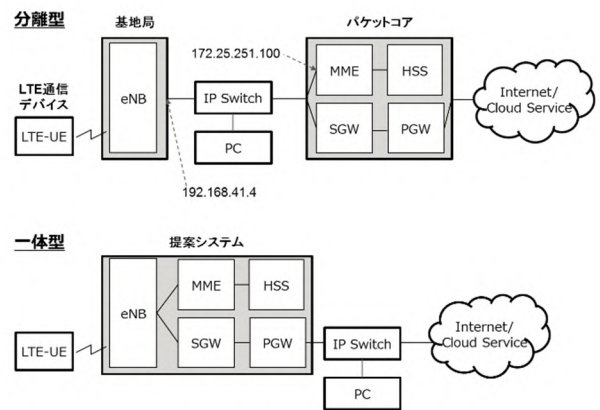 分離型
基地局
パケットコア
172.25.251.100
LTE通信
デバイス
eNB
IP Switch
MME
HSS
Internet/
Cloud Service
LTE-UE
PC
SGW
PGW
192.168.41.4
一体型
提案システム
eNB
MME
HSS
SGW
PGW
LTE-UE
IP Switch
PC
Internet/
Cloud Service